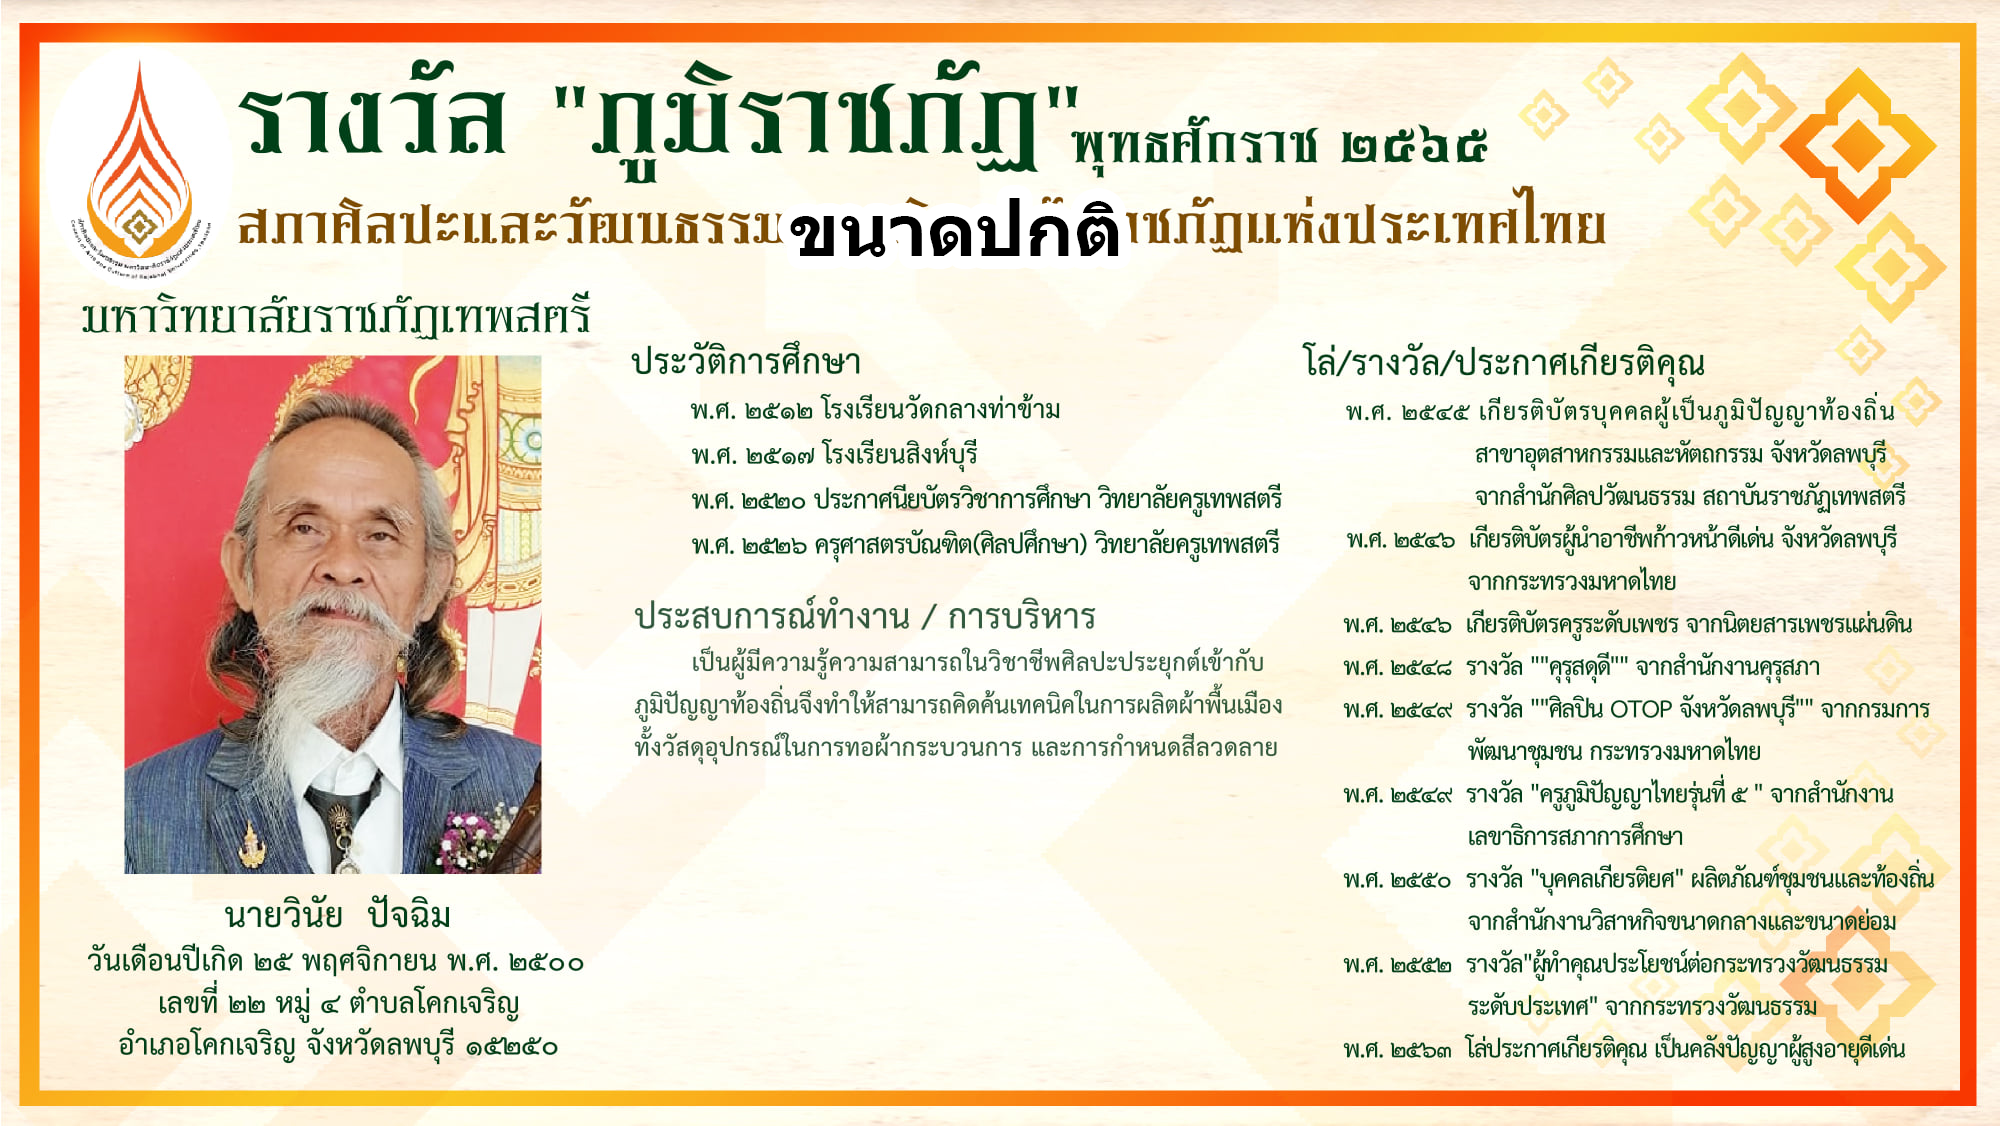 รางวัล "ภูมิราชภัฏ" พุทธศักราช ๒๕๖๕
สภาศิลปะและวัฒนธรรม ขนาดปกติ ราชภัฏแห่งประเทศไทย
มหาวิทยาลัยราชภัฏเทพสตรี
นายวินัย ปัจฉิม
วันเดือนปีเกิด ๒๕ พฤศจิกายน พ.ศ. ๒๕๐๐
เลขที่ ๒๒ หมู่ ๔ ตำบลโคกเจริญ
อำเภอโคกเจริญ จังหวัดลพบุรี ๑๕๒๕๐
ประวัติการศึกษา
พ.ศ. ๒๕๑๒ โรงเรียนวัดกลางท่าข้าม
พ.ศ. ๒๕๑๗ โรงเรียนสิงห์บุรี
พ.ศ. ๒๕๒๐ ประกาศนียบัตรวิชาการศึกษา วิทยาลัยครูเทพสตรี
พ.ศ. ๒๕๒๖ ครุศาสตรบัณฑิต(ศิลปศึกษา) วิทยาลัยครูเทพสตรี
ประสบการณ์ทำงาน / การบริหาร
เป็นผู้มีความรู้ความสามารถในวิชาชีพศิลปะประยุกต์เข้ากับ
ภูมิปัญญาท้องถิ่นจึงทำให้สามารถคิดค้นเทคนิคในการผลิตผ้าพื้นเมือง
ทั้งวัสดุอุปกรณ์ในการทอผ้ากระบวนการ และการกำหนดสีลวดลาย
โล่/รางวัล/ประกาศเกียรติคุณ
พ.ศ. ๒๕๔๕ เกียรติบัตรบุคคลผู้เป็นภูมิปัญญาท้องถิ่น
สาขาอุตสาหกรรมและหัตถกรรม จังหวัดลพบุรี
จากสำนักศิลปวัฒนธรรม สถาบันราชภัฏเทพสตรี
พ.ศ. ๒๕๔๖ เกียรติบัตรผู้นำอาชีพก้าวหน้าดีเด่น จังหวัดลพบุรี
จากกระทรวงมหาดไทย
พ.ศ. ๒๕๔๖ เกียรติบัตรครูระดับเพชร จากนิตยสารเพชรแผ่นดิน
พ.ศ. ๒๕๔๘ รางวัล ""คุรุสดุดี"" จากสำนักงานคุรุสภา
พ.ศ. ๒๕๔๙ รางวัล ""ศิลปิน OTOP จังหวัดลพบุรี"" จากกรมการ
พัฒนาชุมชน กระทรวงมหาดไทย
พ.ศ. ๒๕๔๙ รางวัล "ครูภูมิปัญญาไทยรุ่นที่ ๕ " จากสำนักงาน
เลขาธิการสภาการศึกษา
พ.ศ. ๒๕๕๐ รางวัล "บุคคลเกียรติยศ" ผลิตภัณฑ์ชุมชนและท้องถิ่น
จากสำนักงานวิสาหกิจขนาดกลางและขนาดย่อม
พ.ศ. ๒๕๕๒ รางวัล"ผู้ทำคุณประโยชน์ต่อกระทรวงวัฒนธรรม
ระดับประเทศ" จากกระทรวงวัฒนธรรม
พ.ศ. ๒๕๖๓ โล่ประกาศเกียรติคุณ เป็นคลังปัญญาผู้สูงอายุดีเด่น